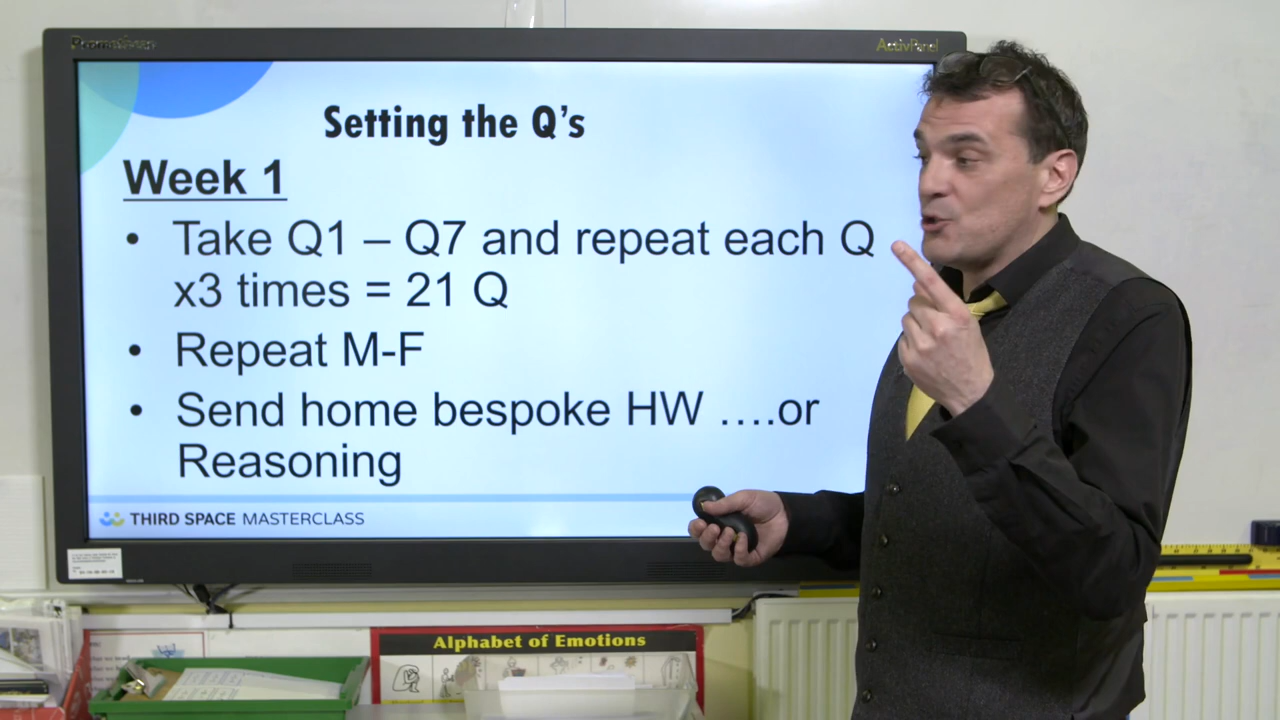 Promethean
ActivPanel
Setting the Q's
Week 1
• Take Q1 – Q7 and repeat each Q
x3 times = 21 Q
• Repeat M-F
• Send home bespoke HW ….or
Reasoning
THIRD SPACE MASTERCLASS
Alphabet of Emotions